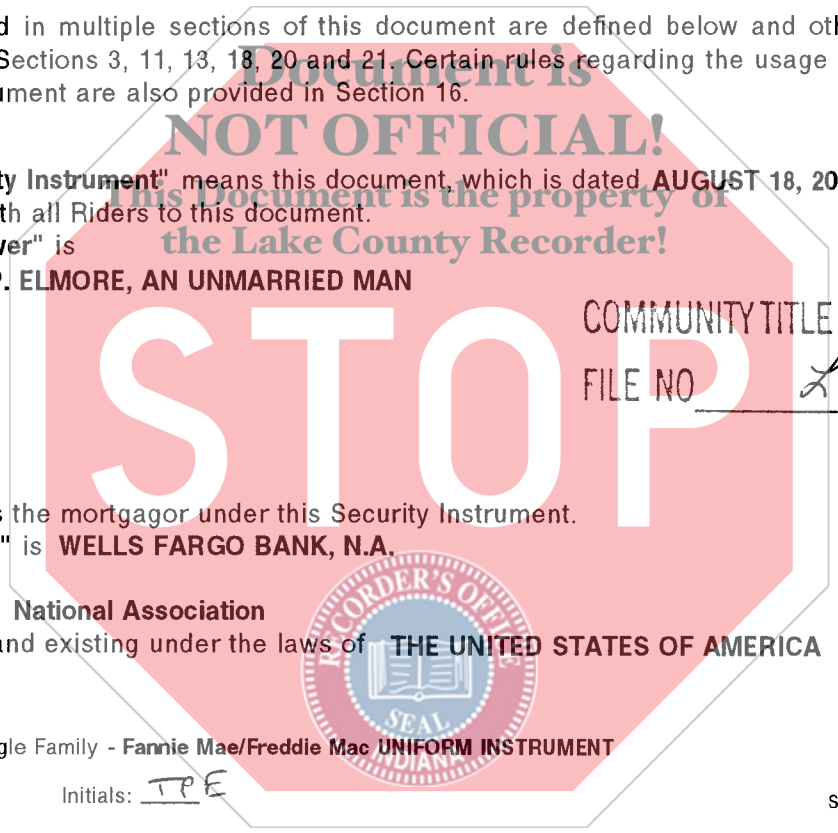 d in multiple sections of this document are defined below and oth
Sections 3, 11, 13, 18, 20 and 21. Certain rules regarding the usage
ument are also provided in Section 16.
Document is
NOT OFFICIAL!
This Document is the property of
the Lake County Recorder!
ty Instrument" means this document, which is dated AUGUST 18, 20
th all Riders to this document.
ver" is
P. ELMORE, AN UNMARRIED MAN
COMMUNITY TITLE
FILE NO
STOP
s the mortgagor under this Security Instrument.
" is WELLS FARGO BANK, N.A.
National Association
and existing under the laws of THE UNITED STATES OF AMERICA
RECORDER'S OFFICE
SEAL
INDIANA
gle Family - Fannie Mae/Freddie Mac UNIFORM INSTRUMENT
Initials: TPE
s